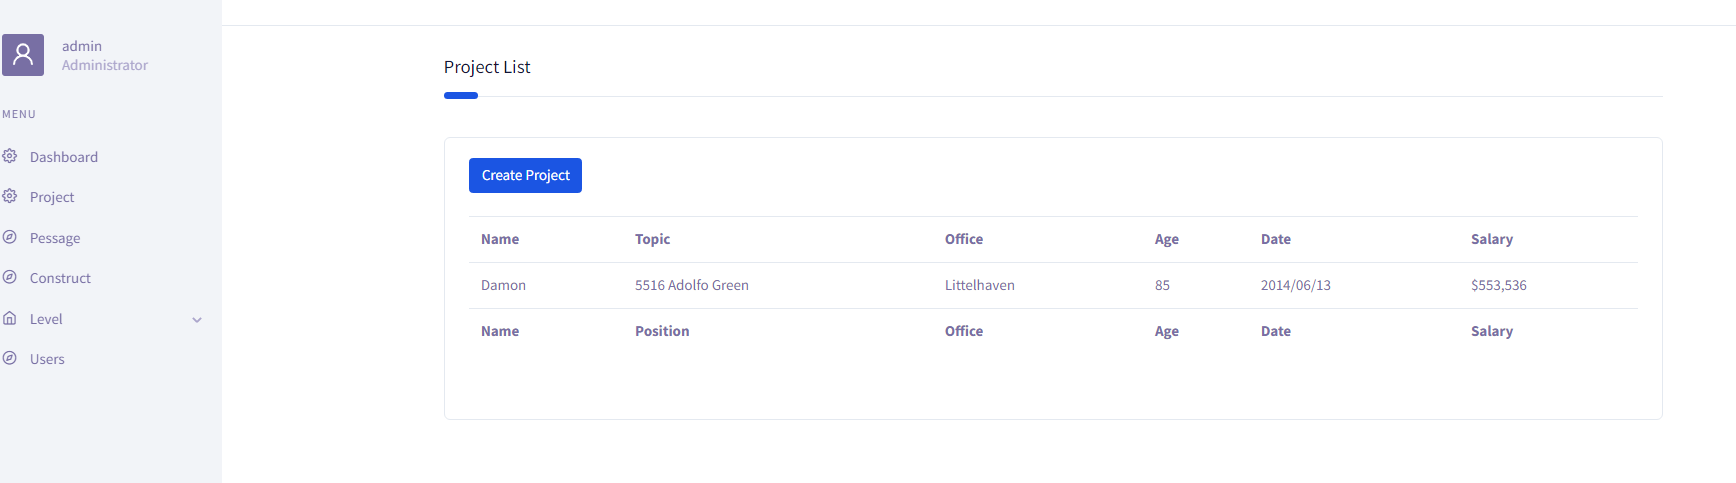 admin
Administrator
MENU
Dashboard
Project
Pessage
Construct
Level
Users
Project List
Create Project
Name Topic Office Age Date Salary
Damon 5516 Adolfo Green Littelhaven 85 2014/06/13 $553,536
Name Position Office Age Date Salary